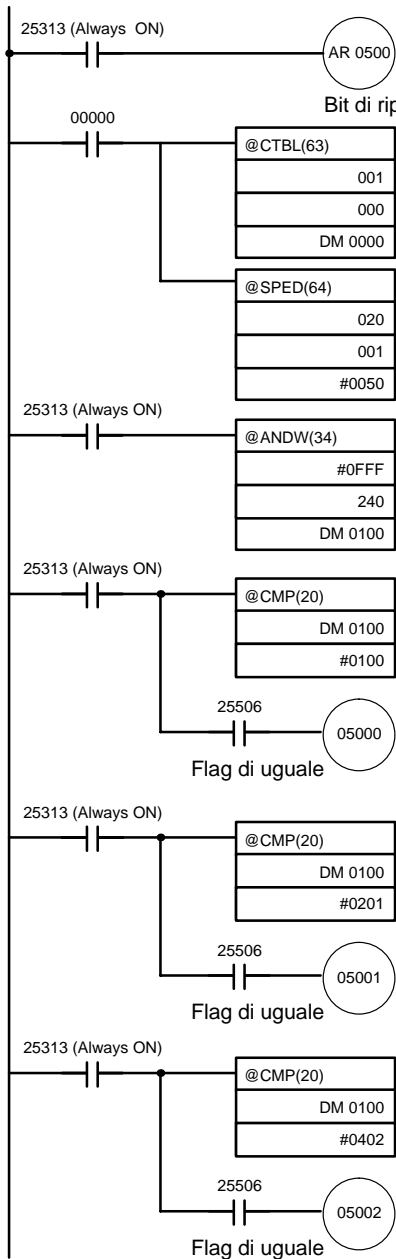 25313 (Always ON)
AR 0500
Bit di rip
00000
@CTBL(63)
001
000
DM 0000
@SPED(64)
020
001
#0050
25313 (Always ON)
@ANDW(34)
#0FFF
240
DM 0100
25313 (Always ON)
@CMP(20)
DM 0100
#0100
25506
05000
Flag di uguale
25313 (Always ON)
@CMP(20)
DM 0100
#0201
25506
05001
Flag di uguale
25313 (Always ON)
@CMP(20)
DM 0100
#0402
25506
05002
Flag di uguale